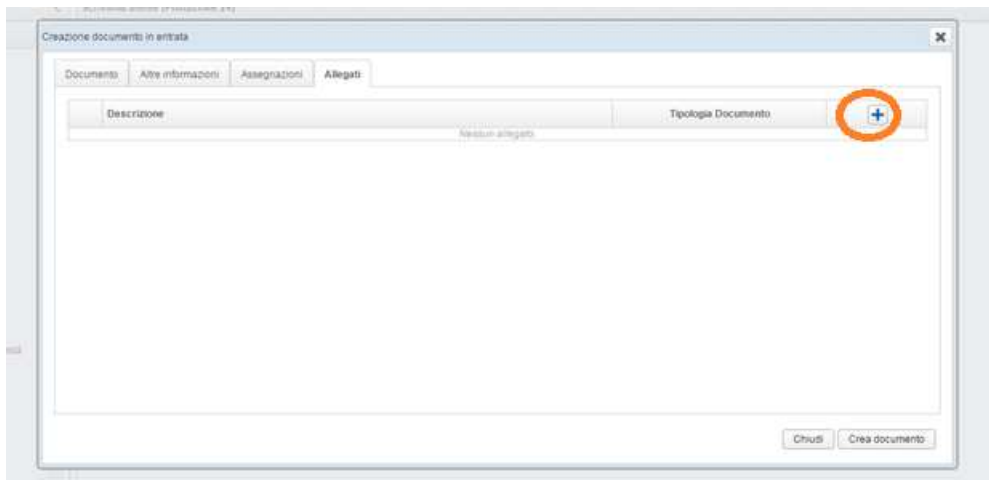 Creazione documento in entrata
Documento Altre informazioni Assegnazioni Allegati
Descrizione Tipologia Documento
Nessun allegato
Chiudi Crea documento